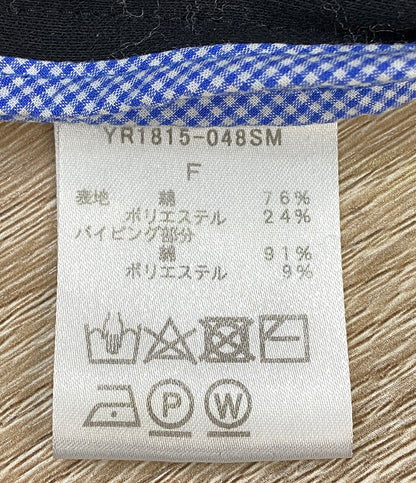 YR1815-048SM
F
表地 綿 76%
ポリエステル 24%
パイピング部分
綿 91%
ポリエステル 9%
P W